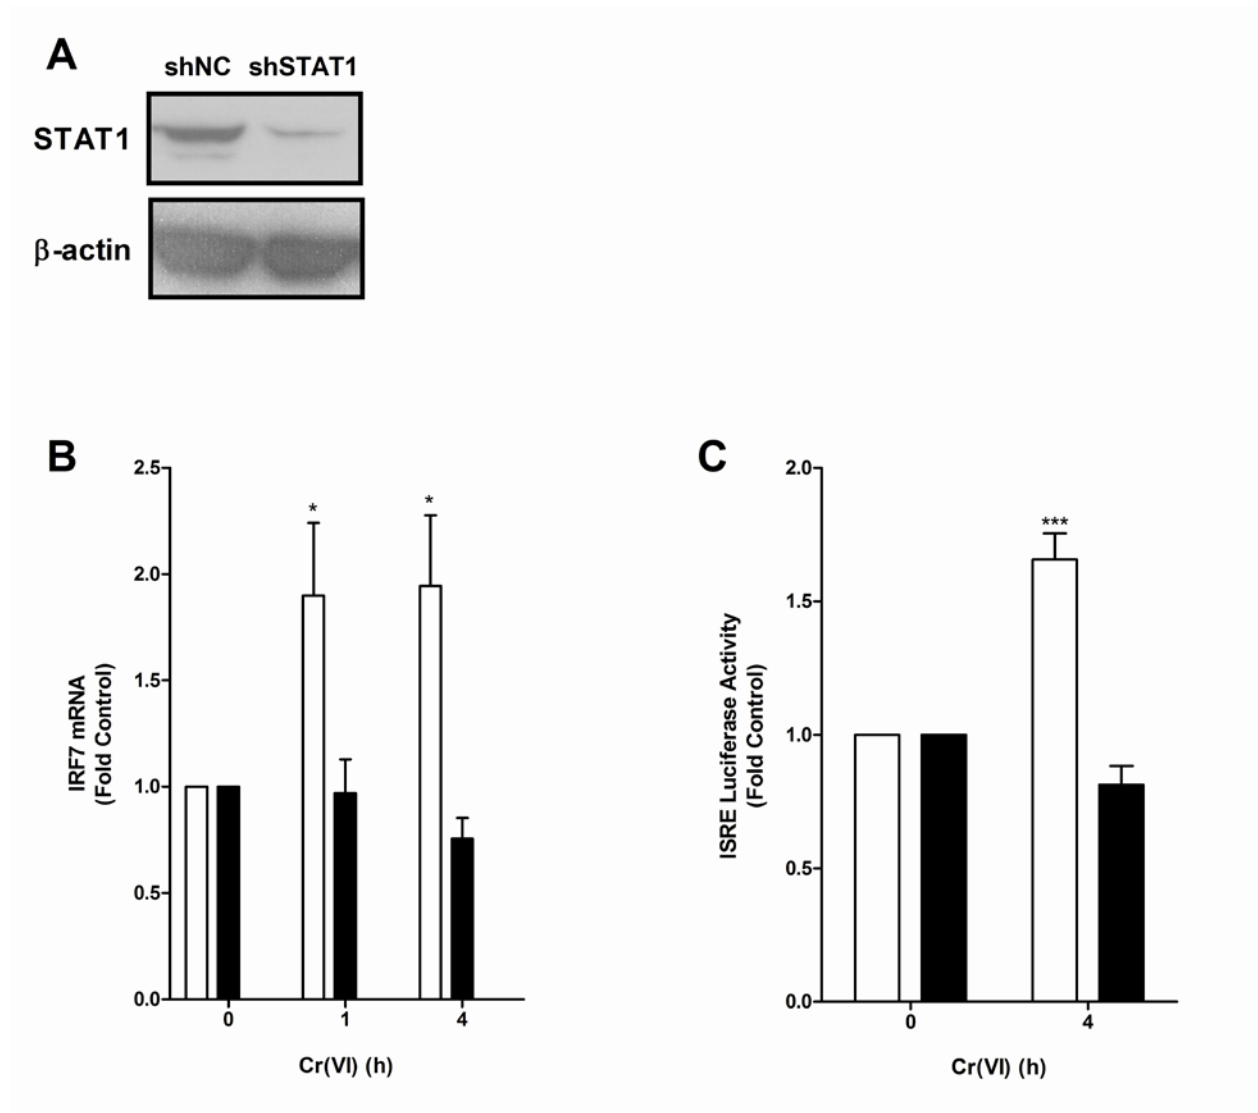 A
shNC shSTAT1
STAT1
β-actin
B
2.5
2.0
1.5
1.0
0.5
0.0
IRF7 mRNA
(Fold Control)
*
*
0 1 4
Cr(VI) (h)
C
2.0
1.5
1.0
0.5
0.0
ISRE Luciferase Activity
(Fold Control)
***
0 4
Cr(VI) (h)